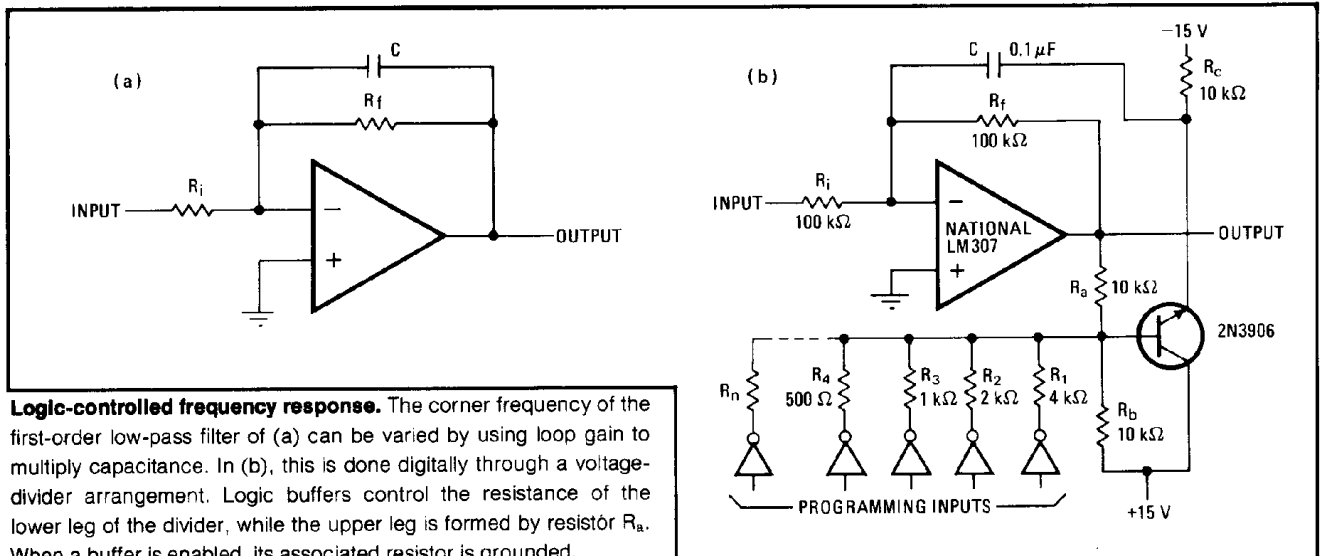 (a)
C
Rf
Ri
INPUT
−
+
OUTPUT
(b)
C 0.1 μF
−15 V
Rc
10 kΩ
Rf
100 kΩ
Ri
INPUT
100 kΩ
−
NATIONAL
LM307
+
OUTPUT
Ra 10 kΩ
2N3906
Rn
R4
500 Ω
R3
1 kΩ
R2
2 kΩ
R1
4 kΩ
Rb
10 kΩ
PROGRAMMING INPUTS
+15 V
Logic-controlled frequency response. The corner frequency of the
first-order low-pass filter of (a) can be varied by using loop gain to
multiply capacitance. In (b), this is done digitally through a voltage-
divider arrangement. Logic buffers control the resistance of the
lower leg of the divider, while the upper leg is formed by resistor Ra.
When a buffer is enabled, its associated resistor is grounded.